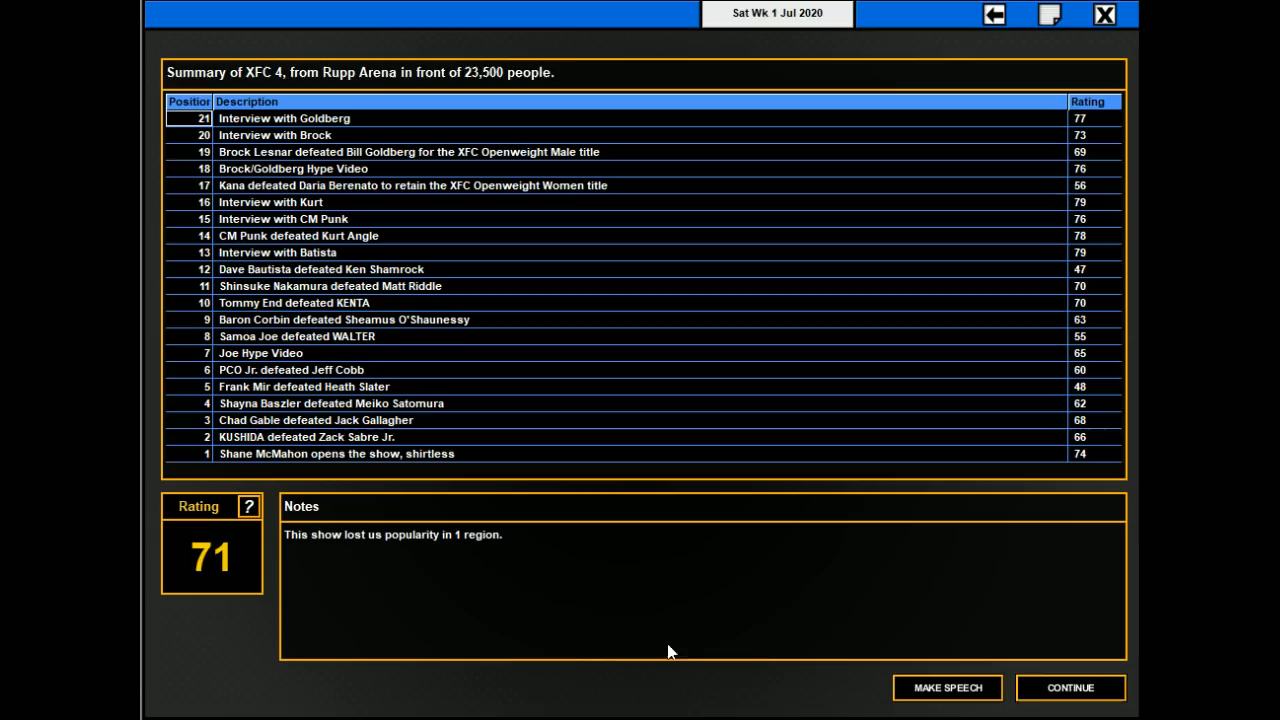 Sat Wk 1 Jul 2020
Summary of XFC 4, from Rupp Arena in front of 23,500 people.
Position Description Rating
21 Interview with Goldberg 77
20 Interview with Brock 73
19 Brock Lesnar defeated Bill Goldberg for the XFC Openweight Male title 69
18 Brock/Goldberg Hype Video 76
17 Kana defeated Daria Berenato to retain the XFC Openweight Women title 56
16 Interview with Kurt 79
15 Interview with CM Punk 76
14 CM Punk defeated Kurt Angle 78
13 Interview with Batista 79
12 Dave Bautista defeated Ken Shamrock 47
11 Shinsuke Nakamura defeated Matt Riddle 70
10 Tommy End defeated KENTA 70
9 Baron Corbin defeated Sheamus O'Shaunessy 63
8 Samoa Joe defeated WALTER 55
7 Joe Hype Video 65
6 PCO Jr. defeated Jeff Cobb 60
5 Frank Mir defeated Heath Slater 48
4 Shayna Baszler defeated Meiko Satomura 62
3 Chad Gable defeated Jack Gallagher 68
2 KUSHIDA defeated Zack Sabre Jr. 66
1 Shane McMahon opens the show, shirtless 74
Rating ?
71
Notes
This show lost us popularity in 1 region.
MAKE SPEECH
CONTINUE